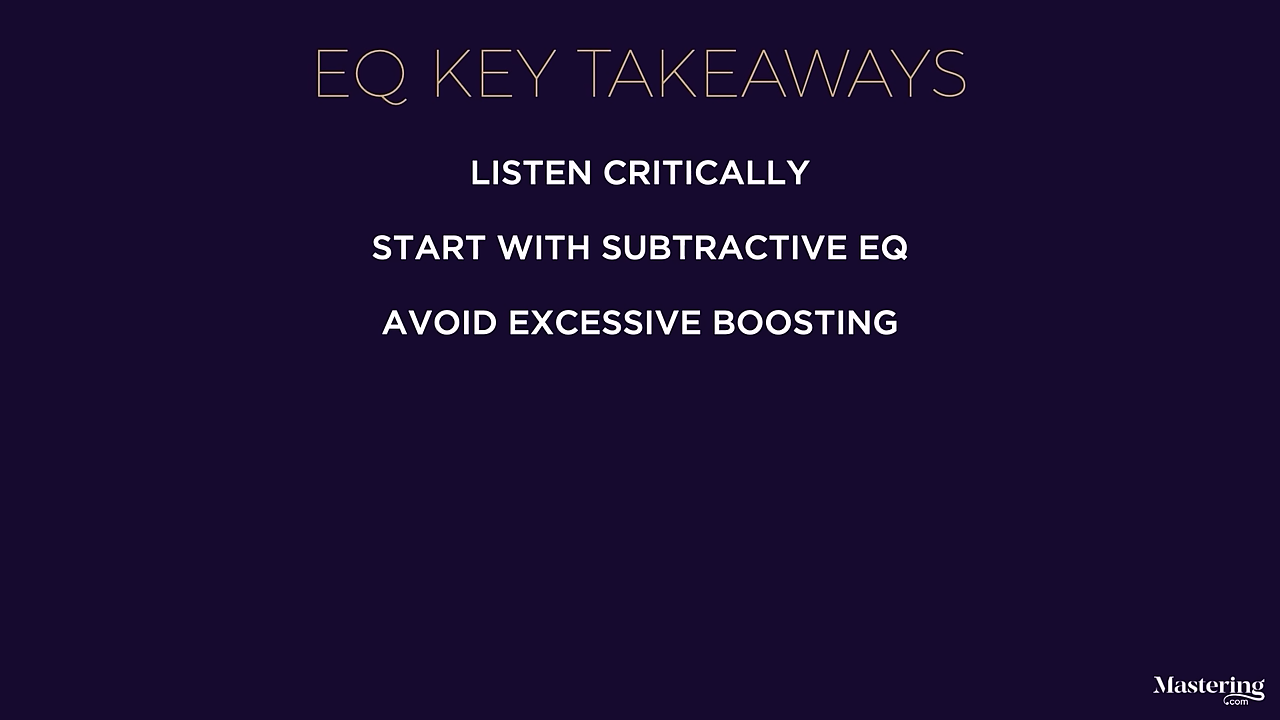 EQ KEY TAKEAWAYS
LISTEN CRITICALLY
START WITH SUBTRACTIVE EQ
AVOID EXCESSIVE BOOSTING
Mastering
.com